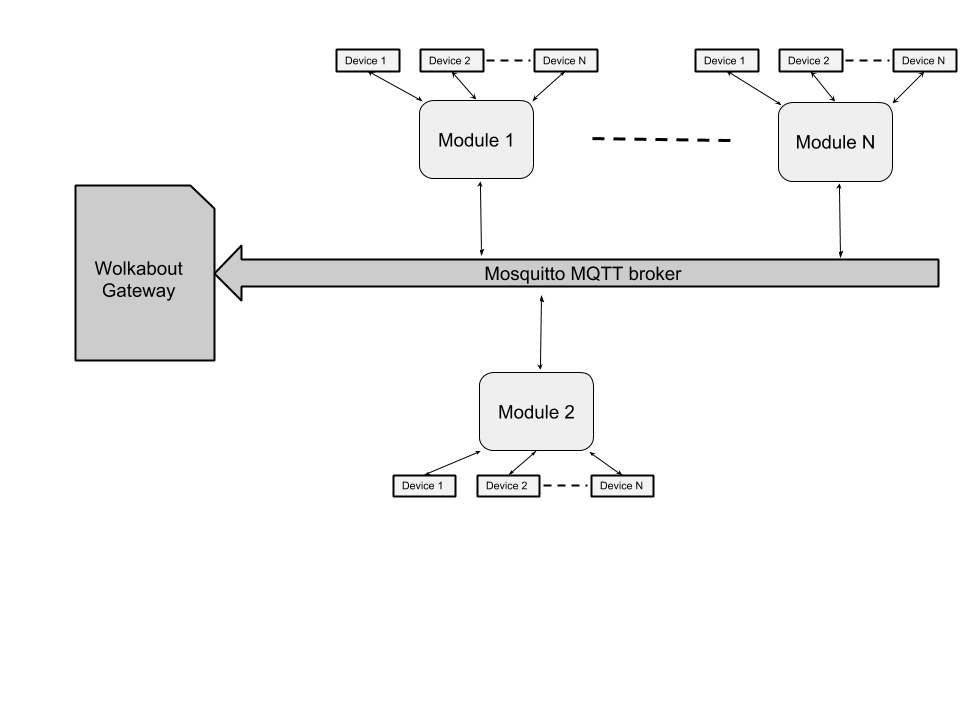 Device 1
Device 2
Device N
Device 1
Device 2
Device N
Module 1
Module N
Wolkabout
Gateway
Mosquitto MQTT broker
Module 2
Device 1
Device 2
Device N